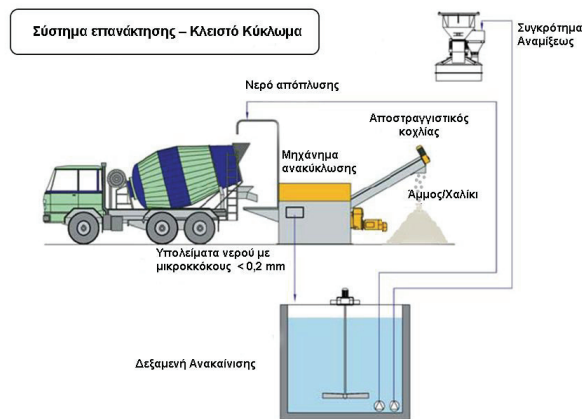 Σύστημα επανάκτησης – Κλειστό Κύκλωμα
Συγκρότημα
Αναμίξεως
Νερό απόπλυσης
Αποστραγγιστικός
κοχλίας
Μηχάνημα
ανακύκλωσης
Άμμος/Χαλίκι
Υπολείματα νερού με
μικροκκόκους < 0,2 mm
Δεξαμενή Ανακαίνισης